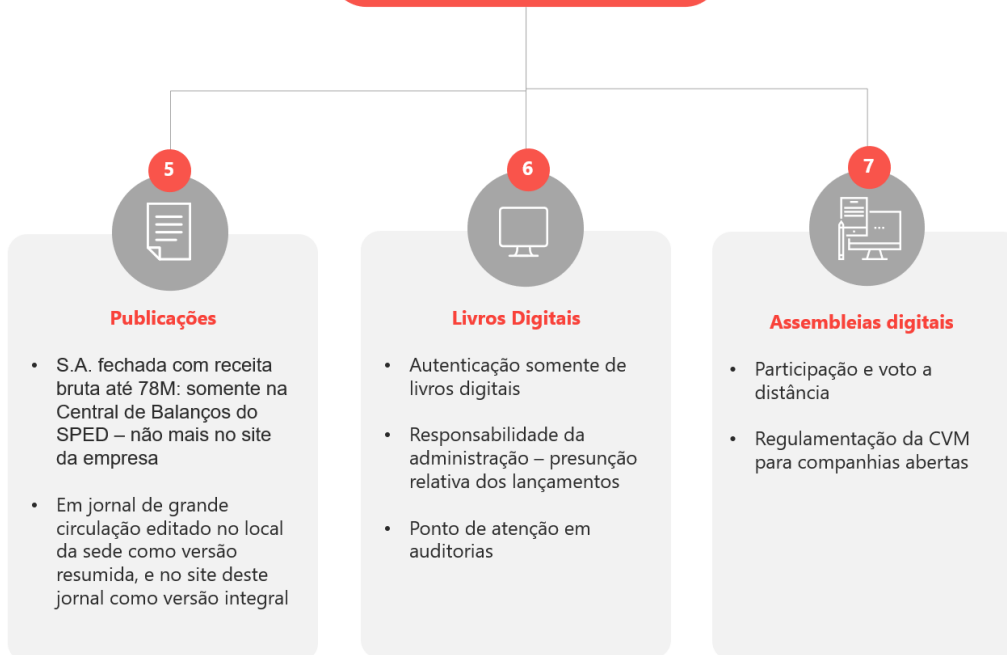 5
Publicações
• S.A. fechada com receita
bruta até 78M: somente na
Central de Balanços do
SPED – não mais no site
da empresa
• Em jornal de grande
circulação editado no local
da sede como versão
resumida, e no site deste
jornal como versão integral
6
Livros Digitais
• Autenticação somente de
livros digitais
• Responsabilidade da
administração – presunção
relativa dos lançamentos
• Ponto de atenção em
auditorias
7
Assembleias digitais
• Participação e voto a
distância
• Regulamentação da CVM
para companhias abertas